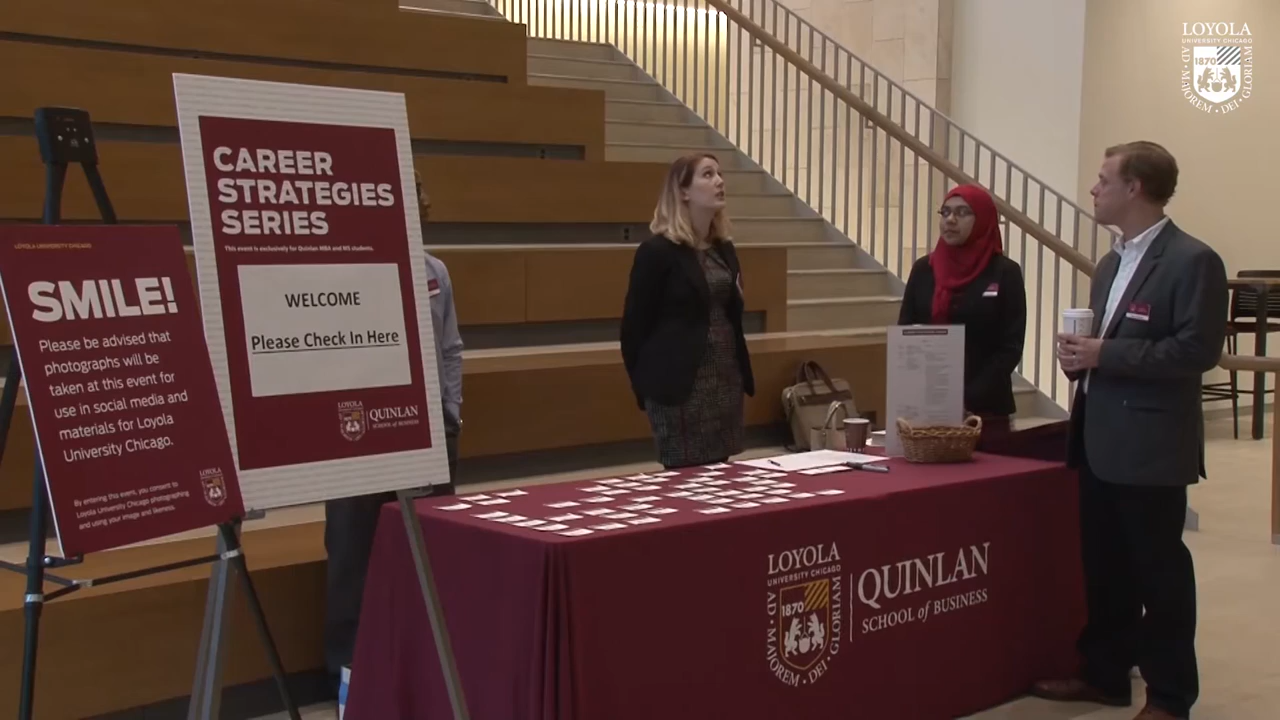 LOYOLA
UNIVERSITY CHICAGO
1870
AD • MAJOREM • DEI • GLORIAM
CAREER
STRATEGIES
SERIES
This event is exclusively for Quinlan MBA and MS students.
WELCOME
Please Check In Here
LOYOLA
QUINLAN
SCHOOL of BUSINESS
LOYOLA UNIVERSITY CHICAGO
SMILE!
Please be advised that
photographs will be
taken at this event for
use in social media and
materials for Loyola
University Chicago.
By entering this event, you consent to
Loyola University Chicago photographing
and using your image and likeness.
LOYOLA
LOYOLA
UNIVERSITY CHICAGO
1870
AD • MAJOREM • DEI • GLORIAM
QUINLAN
SCHOOL of BUSINESS